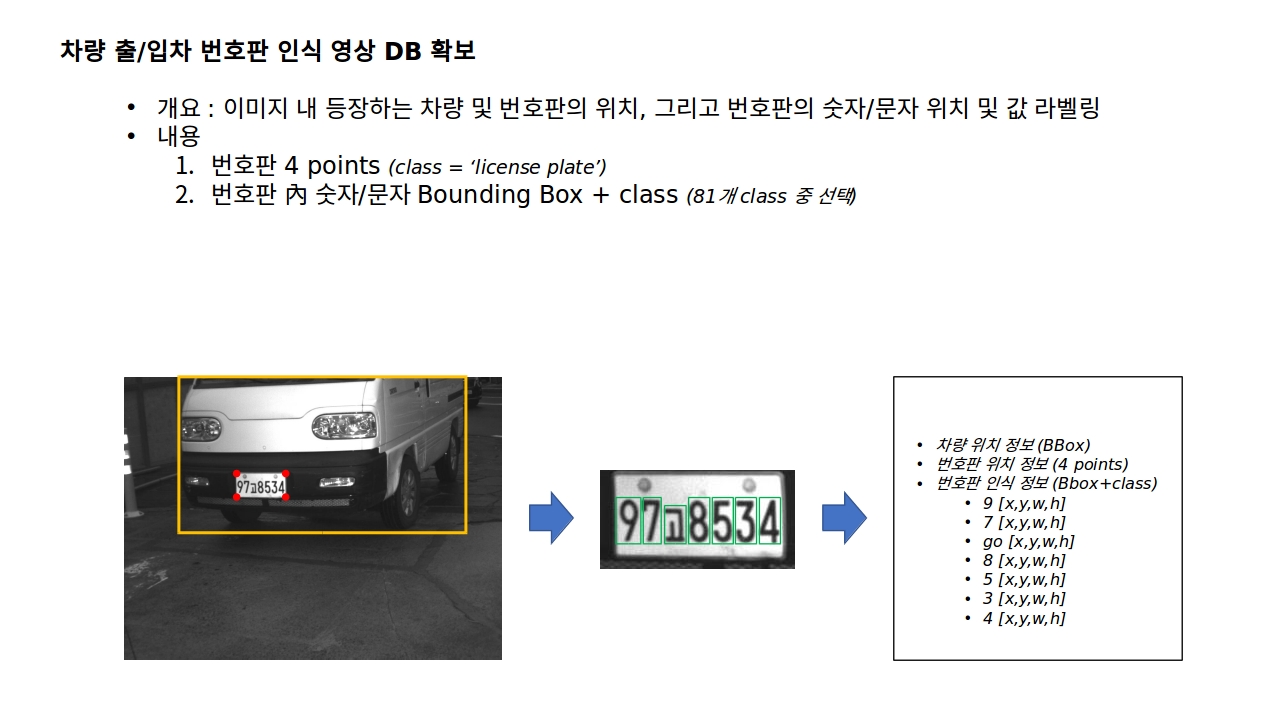 차량 출/입차 번호판 인식 영상 DB 확보
• 개요 : 이미지 내 등장하는 차량 및 번호판의 위치, 그리고 번호판의 숫자/문자 위치 및 값 라벨링
• 내용
1. 번호판 4 points (class = ‘license plate’)
2. 번호판 內 숫자/문자 Bounding Box + class (81개 class 중 선택)
97고8534
97고8534
• 차량 위치 정보 (BBox)
• 번호판 위치 정보 (4 points)
• 번호판 인식 정보 (Bbox+class)
• 9 [x,y,w,h]
• 7 [x,y,w,h]
• go [x,y,w,h]
• 8 [x,y,w,h]
• 5 [x,y,w,h]
• 3 [x,y,w,h]
• 4 [x,y,w,h]